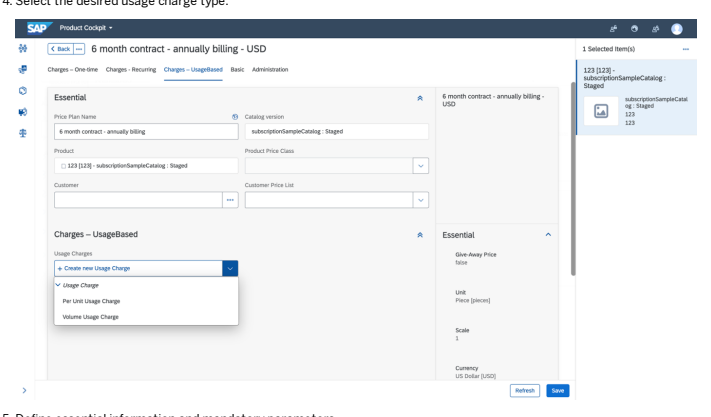 4. Select the desired usage charge type.
SAP Product Cockpit
< Back ••• 6 month contract - annually billing - USD
Charges – One-time Charges - Recurring Charges – UsageBased Basic Administration
Essential
Price Plan Name
Catalog version
6 month contract - annually billing
subscriptionSampleCatalog : Staged
Product
Product Price Class
123 [123] - subscriptionSampleCatalog : Staged
Customer
Customer Price List
Charges – UsageBased
Usage Charges
+ Create new Usage Charge
Usage Charge
Per Unit Usage Charge
Volume Usage Charge
6 month contract - annually billing -
USD
Essential
Give-Away Price
false
Unit
Piece [pieces]
Scale
1
Currency
US Dollar [USD]
Refresh Save
1 Selected Item(s)
123 [123] -
subscriptionSampleCatalog :
Staged
subscriptionSampleCatal
og : Staged
123
123
5. Define essential information and mandatory parameters.